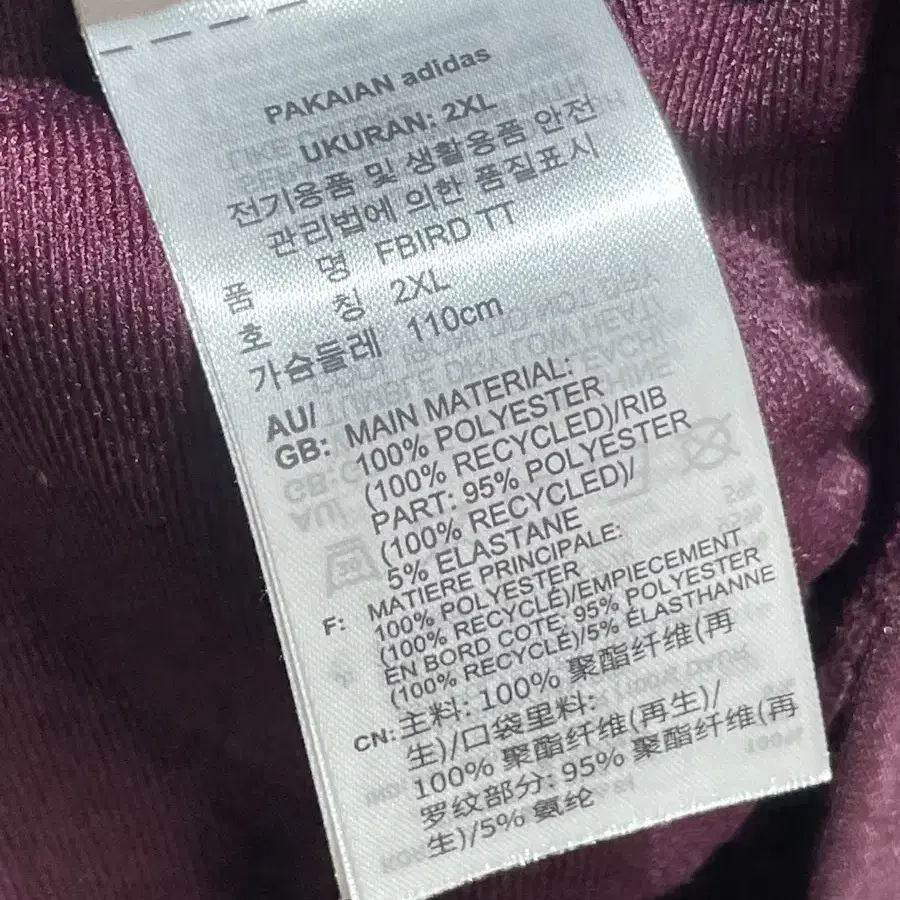 PAKAIAN adidas
UKURAN: 2XL
전기용품 및 생활용품 안전
관리법에 의한 품질표시
품 명 FBIRD TT
호 칭 2XL
가슴둘레 110cm
AU/
GB: MAIN MATERIAL:
100% POLYESTER
(100% RECYCLED)/RIB
PART: 95% POLYESTER
(100% RECYCLED)/
5% ELASTANE
F: MATIERE PRINCIPALE:
100% POLYESTER
(100% RECYCLÉ)/EMPIECEMENT
EN BORD COTE: 95% POLYESTER
(100% RECYCLÉ)/5% ÉLASTHANNE
CN: 主料: 100% 聚酯纤维(再
生)/口袋里料:
100% 聚酯纤维(再生)/
罗纹部分: 95% 聚酯纤维(再
生)/5% 氨纶